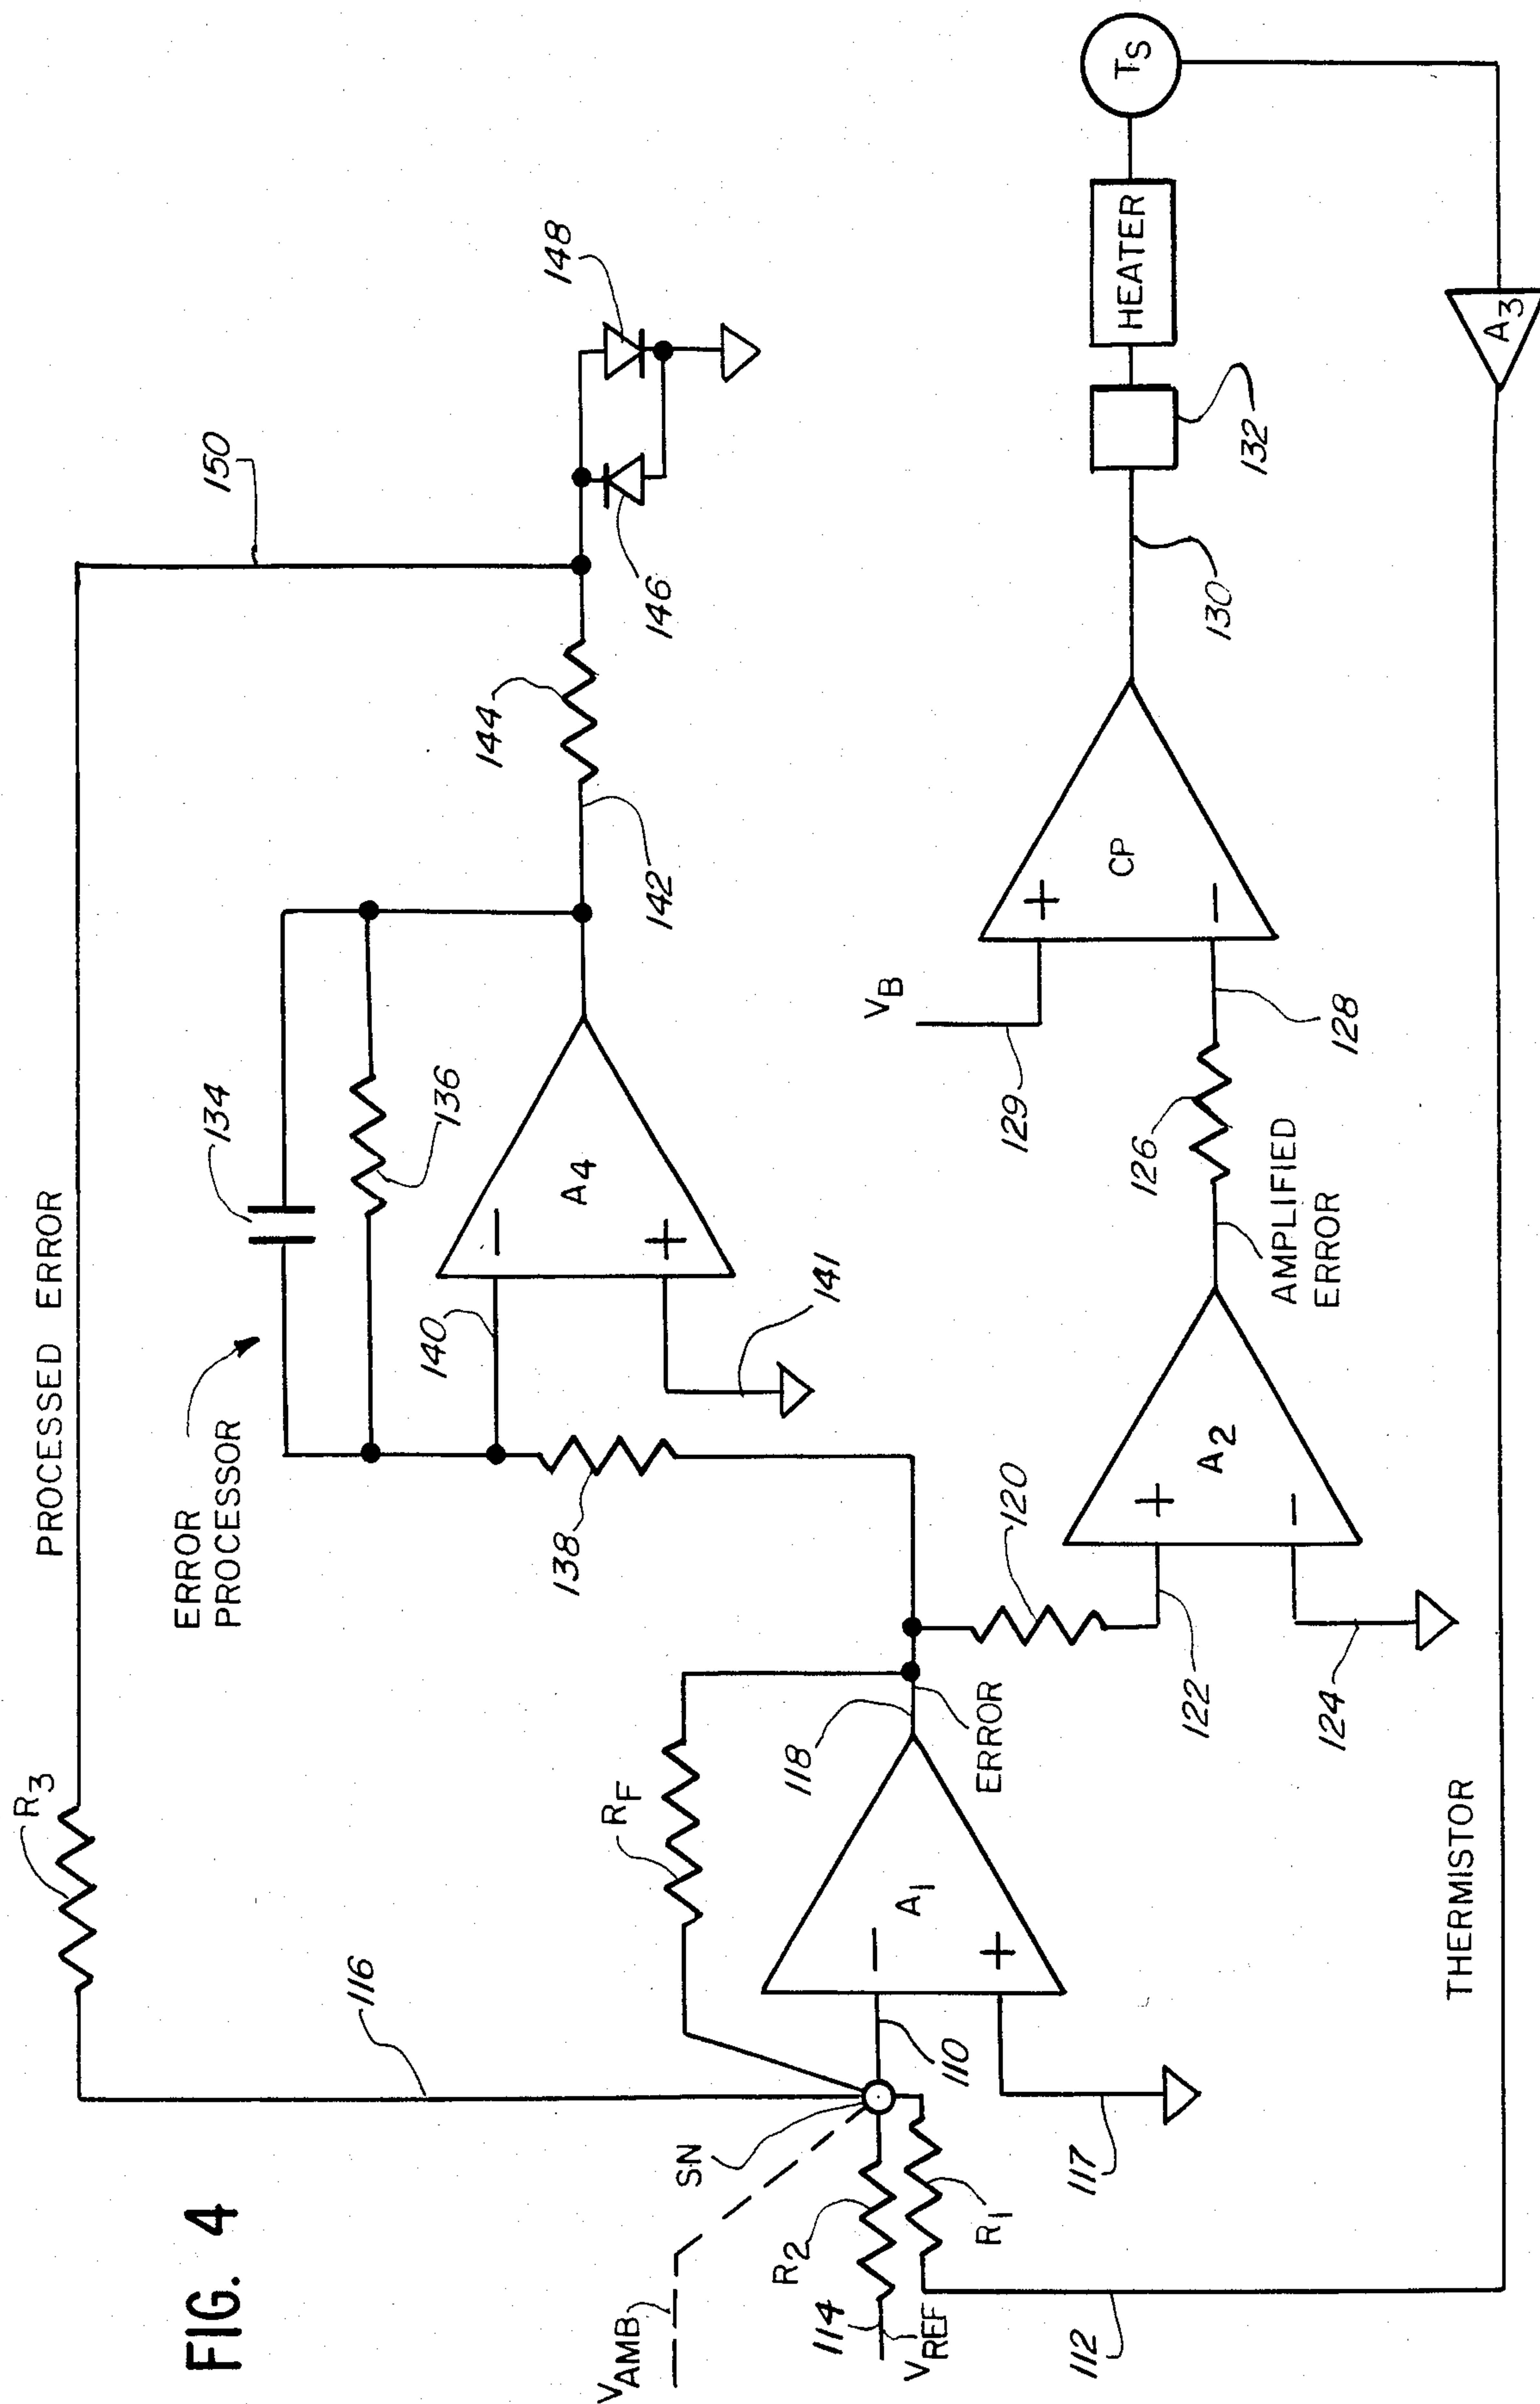 FIG. 4
PROCESSED ERROR
R3
116
150
ERROR
PROCESSOR
134
136
140
A4
141
138
142
144
146
148
VAMB
SN
RF
R2
114
VREF
R1
112
110
117
A1
118
ERROR
120
122
124
A2
AMPLIFIED
ERROR
126
128
129
VB
CP
130
132
HEATER
TS
A3
THERMISTOR
−
+
+
−
−
+
+
−